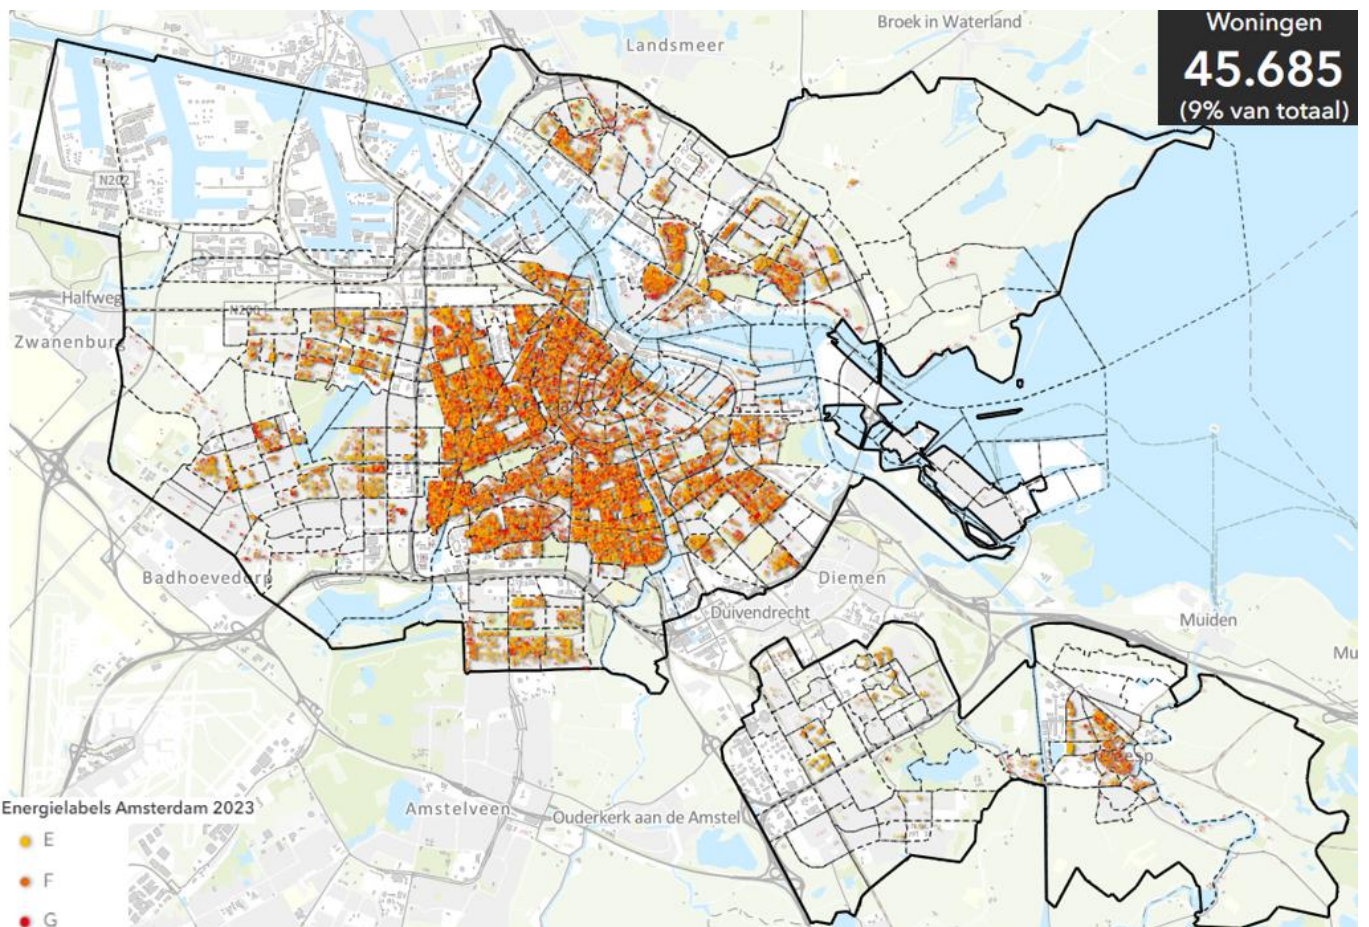 Broek in Waterland
Landsmeer
Woningen
45.685
(9% van totaal)
N202
Halfweg
N200
Zwanenburg
Badhoevedorp
Diemen
Duivendrecht
Muiden
Mu
Amstelveen
Ouderkerk aan de Amstel
Energielabels Amsterdam 2023
E
F
G